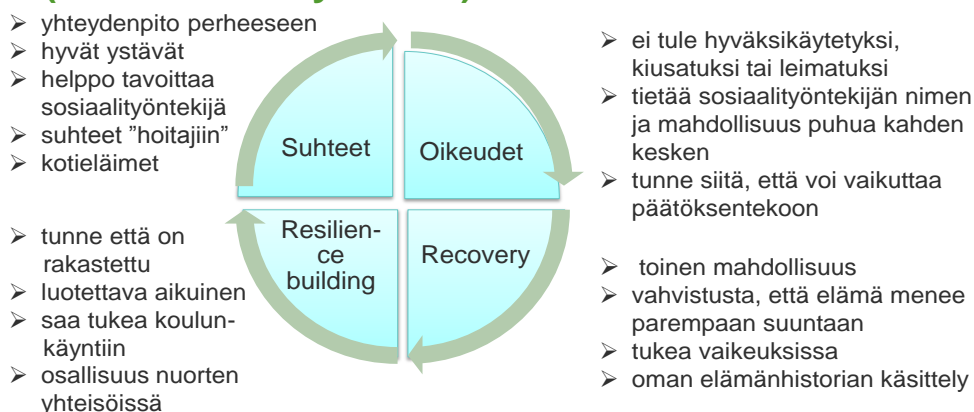 ➢ yhteydenpito perheeseen
➢ hyvät ystävät
➢ helppo tavoittaa
sosiaalityöntekijä
➢ suhteet ”hoitajiin”
➢ kotieläimet
Suhteet
Oikeudet
➢ ei tule hyväksikäytetyksi,
kiusatuksi tai leimatuksi
➢ tietää sosiaalityöntekijän nimen
ja mahdollisuus puhua kahden
kesken
➢ tunne siitä, että voi vaikuttaa
päätöksentekoon
➢ tunne että on
rakastettu
➢ luotettava aikuinen
➢ saa tukea koulun-
käyntiin
➢ osallisuus nuorten
yhteisöissä
Resilien-
ce
building
Recovery
➢ toinen mahdollisuus
➢ vahvistusta, että elämä menee
parempaan suuntaan
➢ tukea vaikeuksissa
➢ oman elämänhistorian käsittely